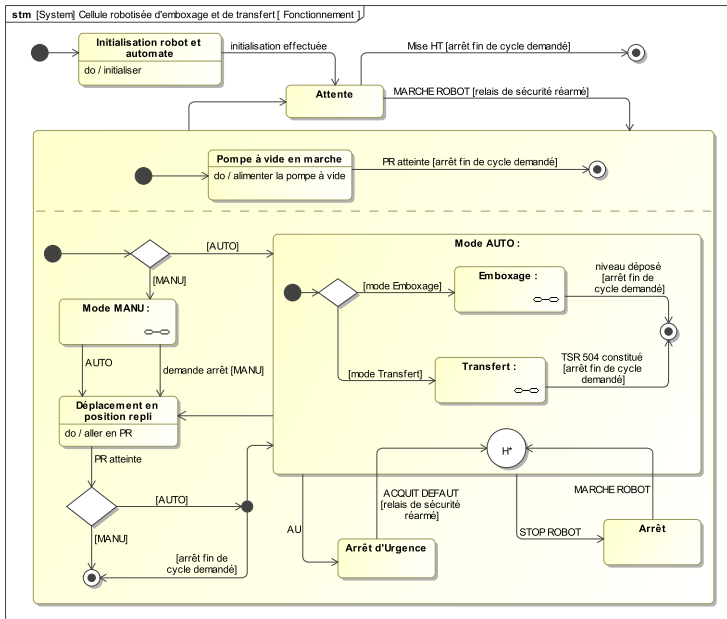 stm [System] Cellule robotisée d'emboxage et de transfert [ Fonctionnement ]
Initialisation robot et
automate
do / initialiser
initialisation effectuée
Mise HT [arrêt fin de cycle demandé]
Attente
MARCHE ROBOT [relais de sécurité réarmé]
Pompe à vide en marche
do / alimenter la pompe à vide
PR atteinte [arrêt fin de cycle demandé]
[AUTO]
[MANU]
Mode MANU :
AUTO
demande arrêt [MANU]
Déplacement en
position repli
do / aller en PR
PR atteinte
[AUTO]
[MANU]
[arrêt fin de
cycle demandé]
Mode AUTO :
[mode Emboxage]
Emboxage :
niveau déposé
[arrêt fin de
cycle demandé]
[mode Transfert]
Transfert :
TSR 504 constitué
[arrêt fin de cycle
demandé]
H*
ACQUIT DEFAUT
[relais de sécurité
réarmé]
MARCHE ROBOT
AU
STOP ROBOT
Arrêt d'Urgence
Arrêt